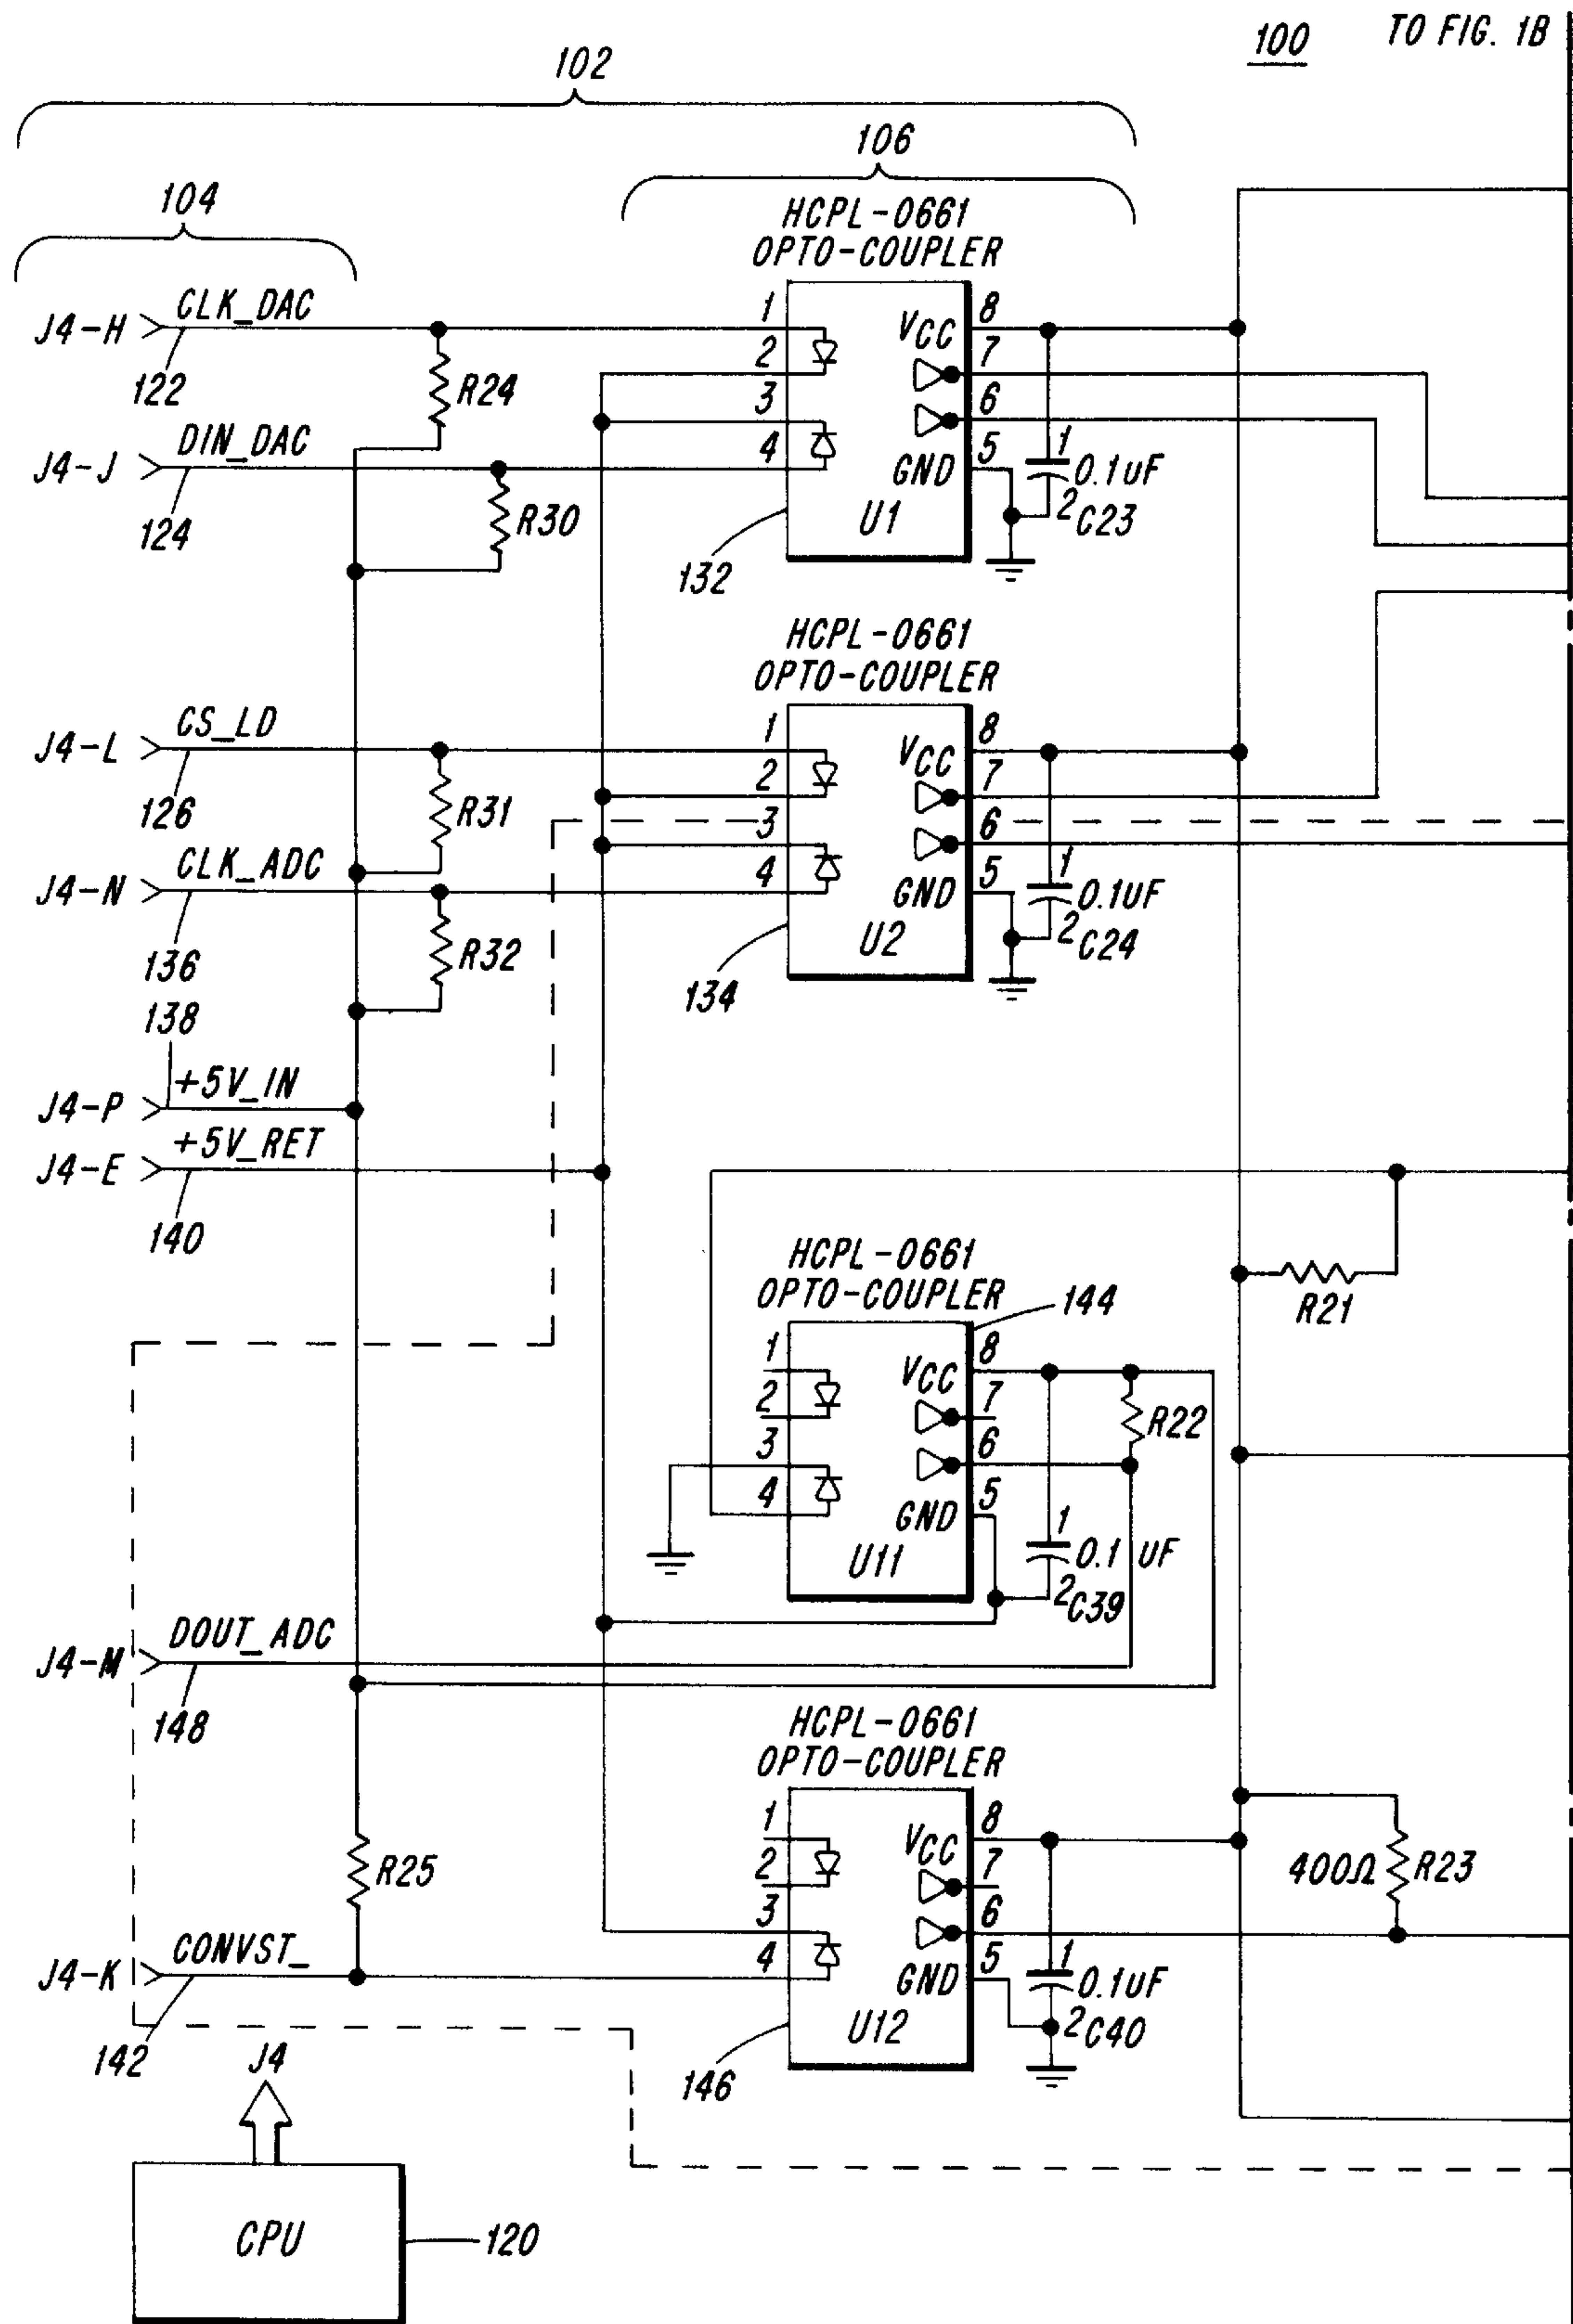 100 TO FIG. 1B
102
106
104
HCPL-0661
OPTO-COUPLER
J4-H CLK_DAC
122
R24
1
2
3
4
VCC
GND
U1
8
7
6
5
1
0.1uF
2
C23
J4-J DIN_DAC
124
R30
132
HCPL-0661
OPTO-COUPLER
J4-L CS_LD
126
R31
1
2
3
4
VCC
GND
U2
8
7
6
5
1
0.1UF
2
C24
J4-N CLK_ADC
136
R32
134
138
J4-P +5V_IN
J4-E +5V_RET
140
HCPL-0661
OPTO-COUPLER
144
R21
1
2
3
4
VCC
GND
U11
8
7
6
5
R22
1
0.1 UF
2
C39
J4-M DOUT_ADC
148
HCPL-0661
OPTO-COUPLER
R25
1
2
3
4
VCC
GND
U12
8
7
6
5
400Ω R23
1
0.1UF
2
C40
J4-K CONVST_
142
146
J4
CPU
120